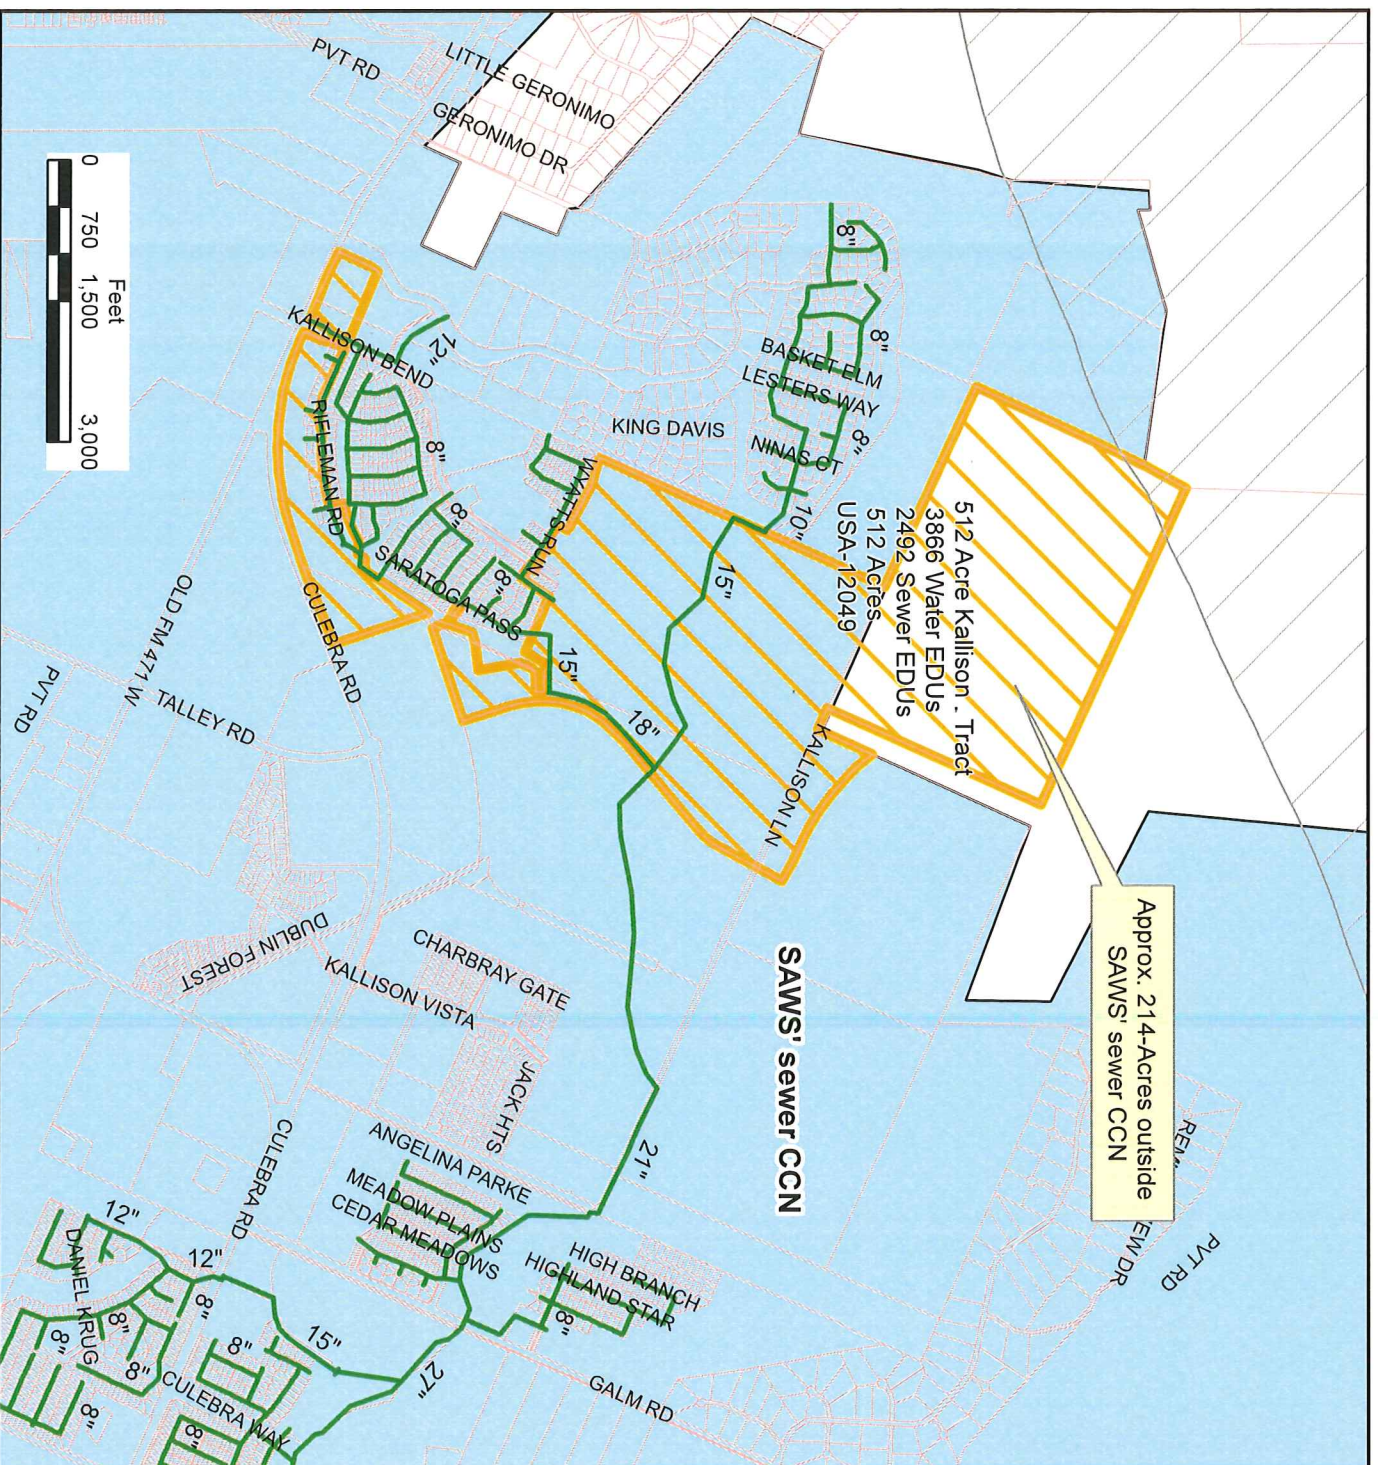 Approx. 214-Acres outside
SAWS' sewer CCN
PVT RD
REM
EW DR
SAWS' sewer CCN
512 Acre Kallison . Tract
3866 Water EDUs
2492 Sewer EDUs
512 Acres
USA-12049
KALLISON LN
8"
8"
BASKET ELM
LESTERS WAY
8"
NINAS CT
10"
15"
KING DAVIS
WYATTS RUN
LITTLE GERONIMO
GERONIMO DR
PVT RD
12"
KALLISON BEND
8"
RIFLEMAN RD
8"
8"
SARATOGA PASS
15"
18"
CULEBRA RD
OLD FM 471 W
TALLEY RD
PVT RD
DUBLIN FOREST
KALLISON VISTA
CHARBRAY GATE
JACK HTS
21"
ANGELINA PARKE
MEADOW PLAINS
CEDAR MEADOWS
HIGH BRANCH
HIGHLAND STAR
8"
GALM RD
27"
CULEBRA RD
12"
12"
DANIEL KRUG
8"
8"
8"
8"
8"
8"
8"
15"
CULEBRA WAY
Feet
0 750 1,500 3,000